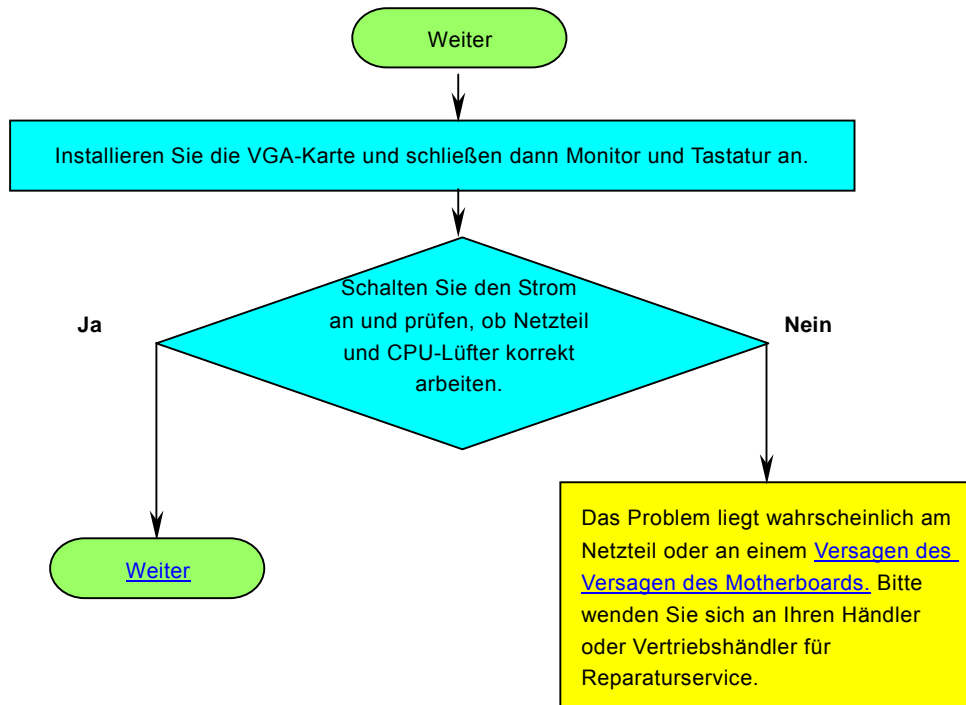 Weiter
Installieren Sie die VGA-Karte und schließen dann Monitor und Tastatur an.
Schalten Sie den Strom
an und prüfen, ob Netzteil
und CPU-Lüfter korrekt
arbeiten.
Ja
Nein
Weiter
Das Problem liegt wahrscheinlich am
Netzteil oder an einem Versagen des
Versagen des Motherboards. Bitte
wenden Sie sich an Ihren Händler
oder Vertriebshändler für
Reparaturservice.